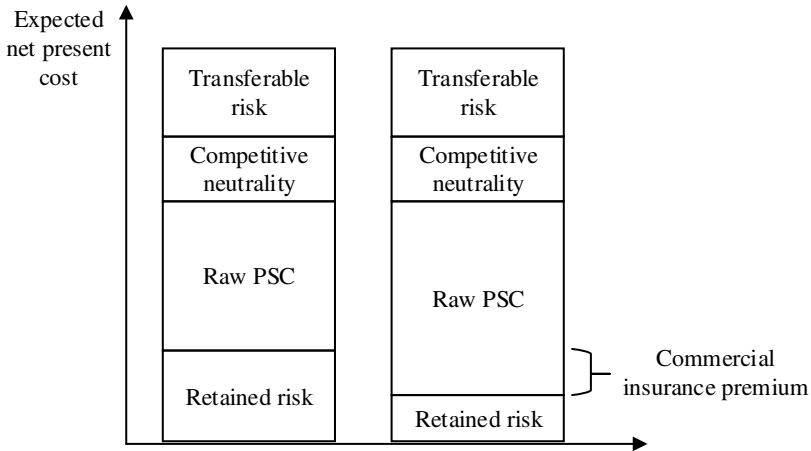 Expected
net present
cost
Transferable
risk
Competitive
neutrality
Raw PSC
Retained risk
Transferable
risk
Competitive
neutrality
Raw PSC
Retained risk
Commercial
insurance premium